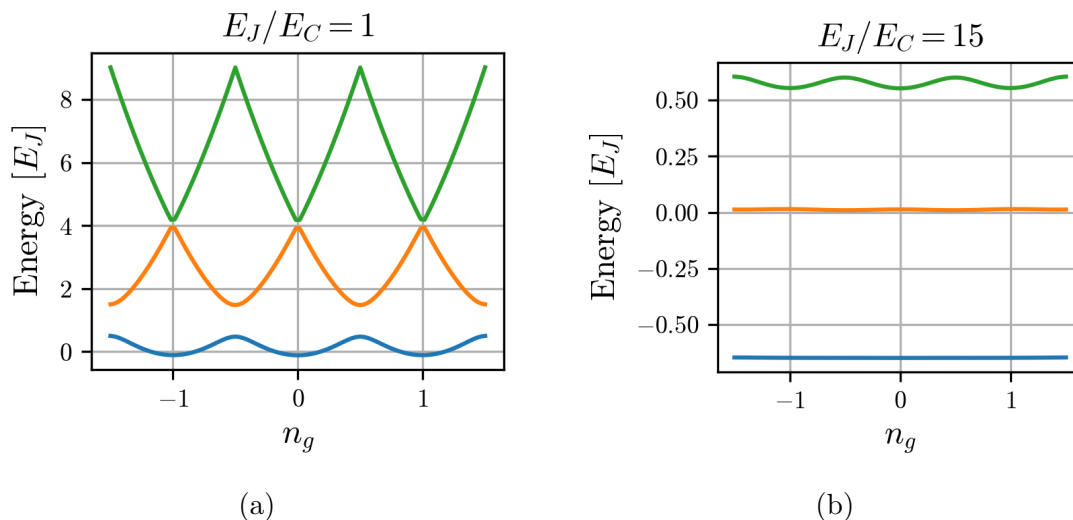 E_J/E_C = 1
Energy [E_J]
8
6
4
2
0
−1
0
1
n_g
(a)
E_J/E_C = 15
Energy [E_J]
0.50
0.25
0.00
−0.25
−0.50
−1
0
1
n_g
(b)